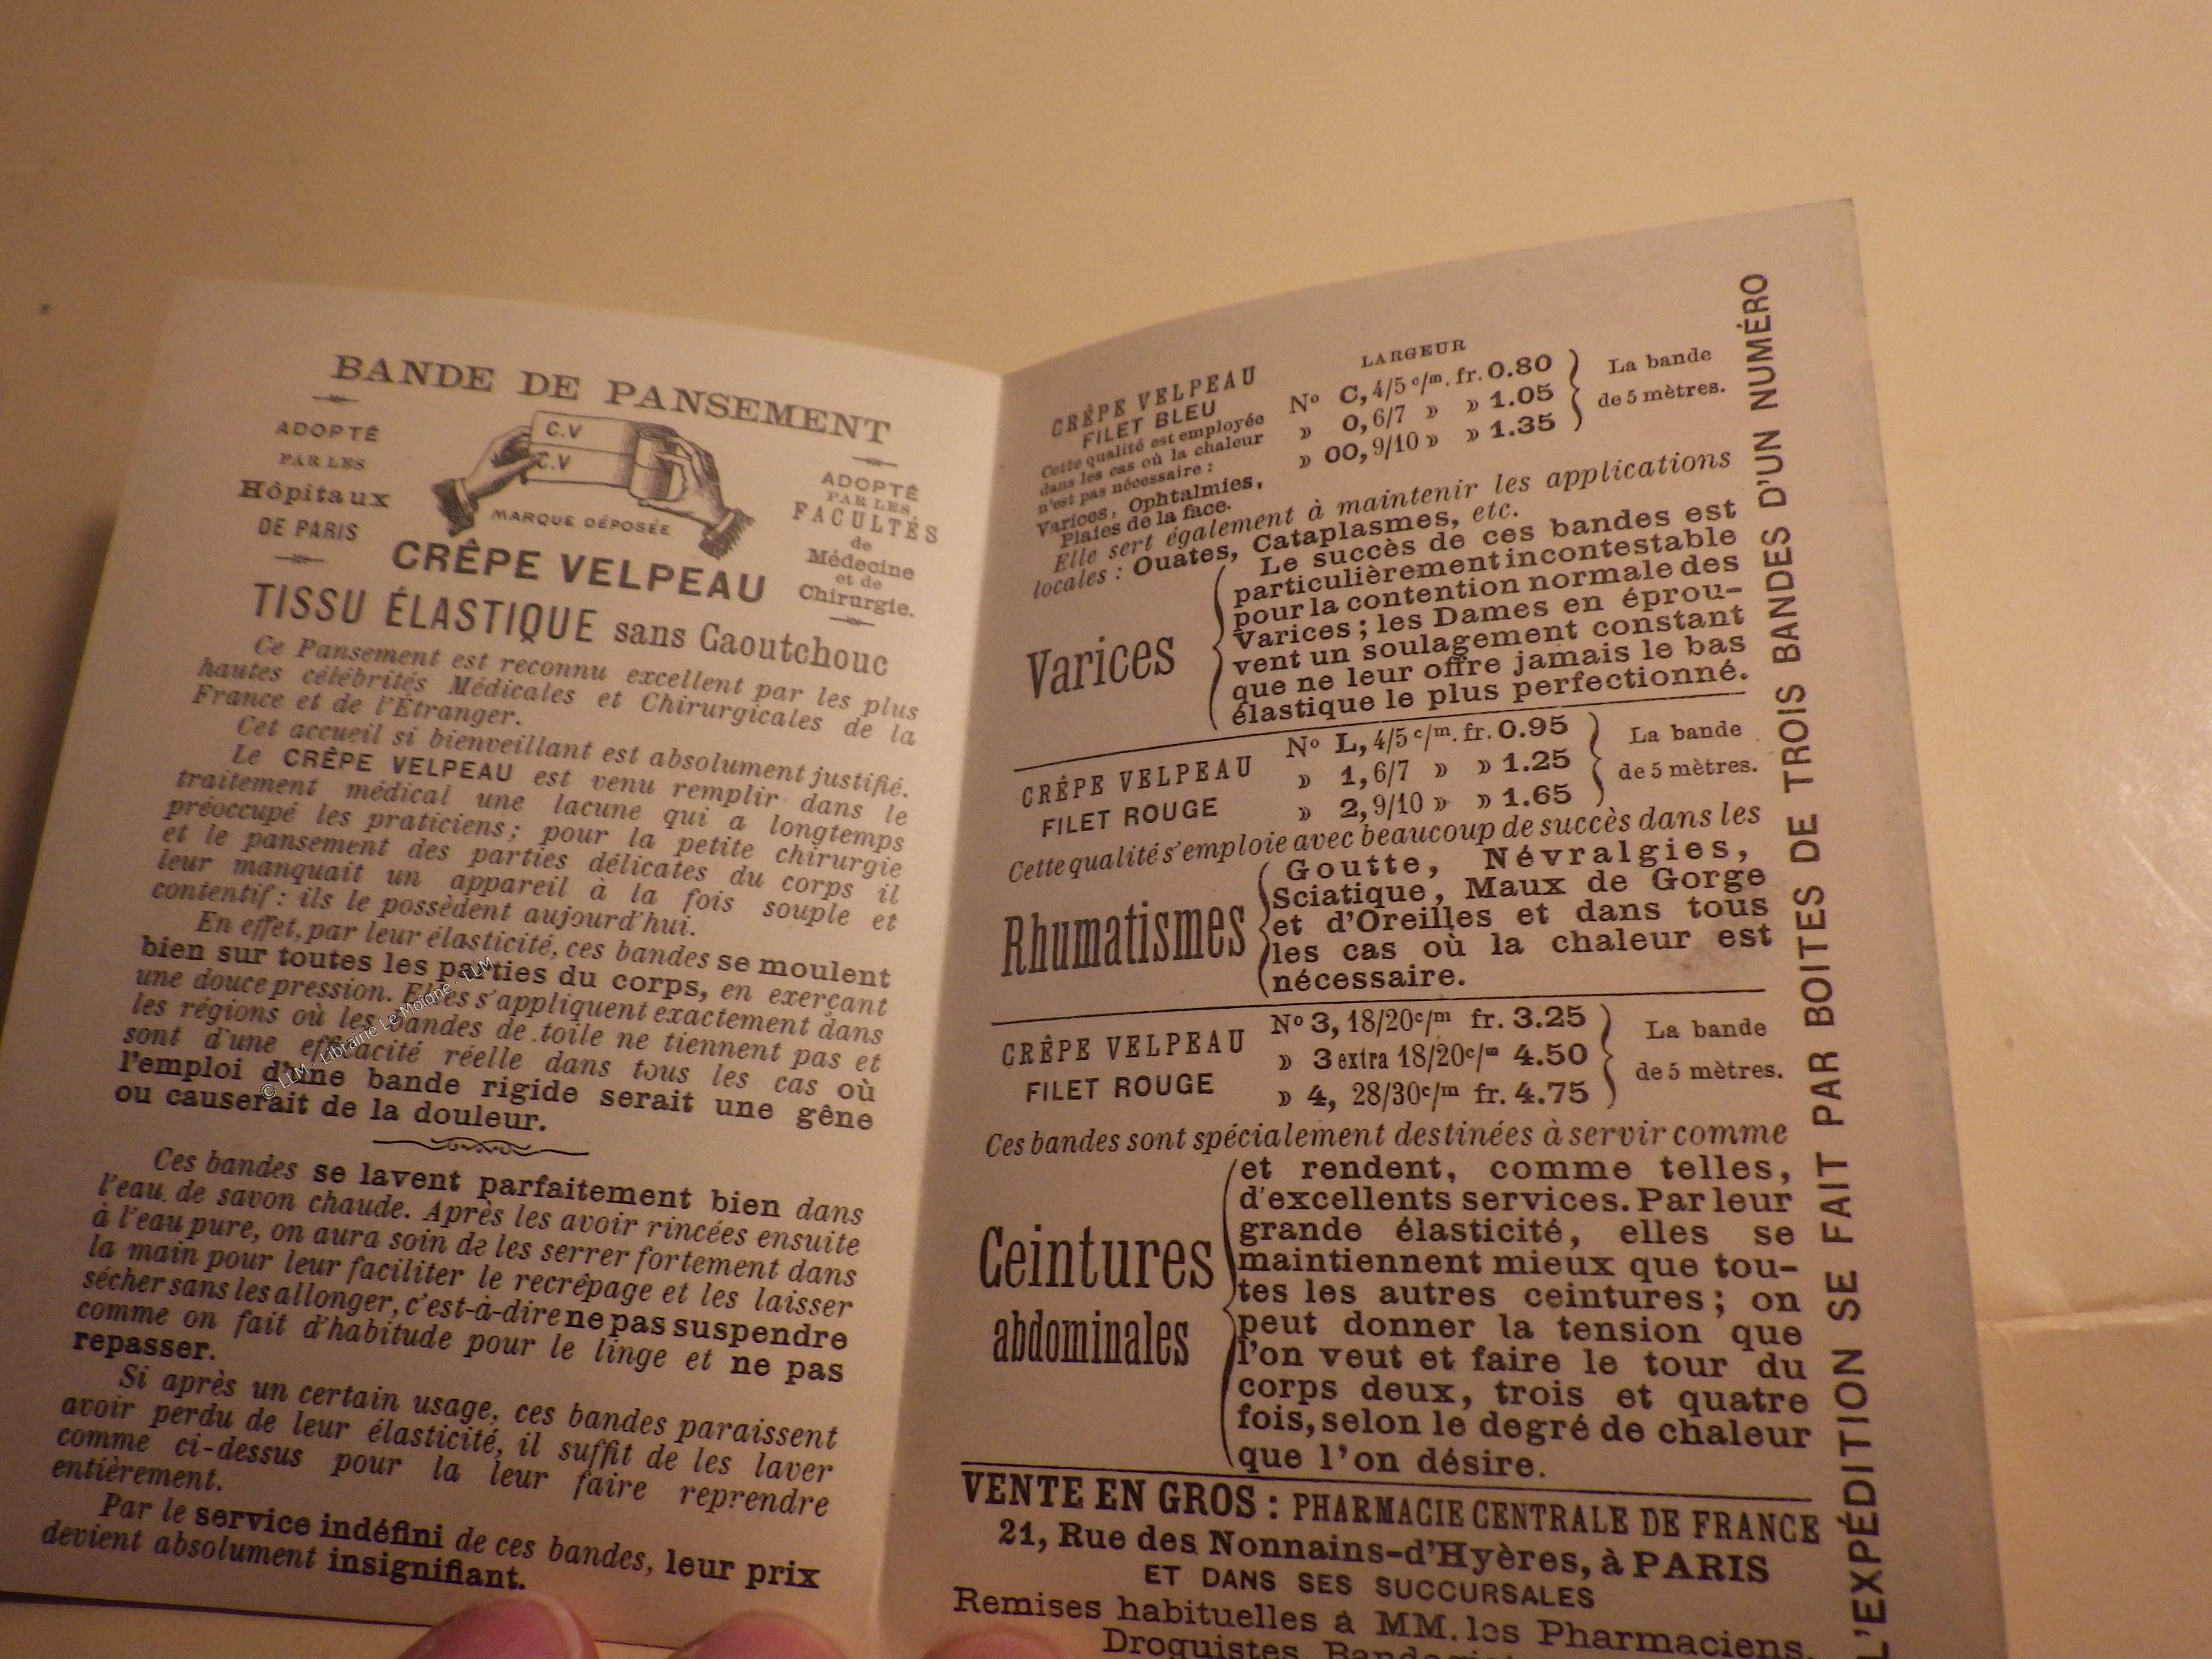 BANDE DE PANSEMENT
ADOPTÉ
PAR LES
Hôpitaux
DE PARIS
C.V
C.V
MARQUE DÉPOSÉE
ADOPTÉ
PAR LES
FACULTÉS
de
Médecine
et de
Chirurgie.
CRÊPE VELPEAU
TISSU ÉLASTIQUE sans Caoutchouc
Ce Pansement est reconnu excellent par les plus
hautes célébrités Médicales et Chirurgicales de la
France et de l'Étranger.
Cet accueil si bienveillant est absolument justifié.
Le CRÊPE VELPEAU est venu remplir dans le
traitement médical une lacune qui a longtemps
préoccupé les praticiens; pour la petite chirurgie
et le pansement des parties délicates du corps il
leur manquait un appareil à la fois souple et
contentif: ils le possèdent aujourd'hui.
En effet, par leur élasticité, ces bandes se moulent
bien sur toutes les parties du corps, en exerçant
une douce pression. Elles s'appliquent exactement dans
les régions où les bandes de toile ne tiennent pas et
sont d'une efficacité réelle dans tous les cas où
l'emploi d'une bande rigide serait une gêne
ou causerait de la douleur.
Ces bandes se lavent parfaitement bien dans
l'eau de savon chaude. Après les avoir rincées ensuite
à l'eau pure, on aura soin de les serrer fortement dans
la main pour leur faciliter le recrêpage et les laisser
sécher sans les allonger, c'est-à-dire ne pas suspendre
comme on fait d'habitude pour le linge et ne pas
repasser.
Si après un certain usage, ces bandes paraissent
avoir perdu de leur élasticité, il suffit de les laver
comme ci-dessus pour la leur faire reprendre
entièrement.
Par le service indéfini de ces bandes, leur prix
devient absolument insignifiant.
© LLM Librairie Le Moigne - LLM
LARGEUR
CRÊPE VELPEAU
FILET BLEU
Cette qualité est employée
dans les cas où la chaleur
n'est pas nécessaire:
Varices, Ophtalmies,
Plaies de la face.
Nº C, 4/5 c/m. fr. 0.80
» 0, 6/7 » » 1.05
» 00, 9/10 » » 1.35
La bande
de 5 mètres.
Elle sert également à maintenir les applications
locales: Ouates, Cataplasmes, etc.
Varices
Le succès de ces bandes est
particulièrement incontestable
pour la contention normale des
Varices; les Dames en éprou-
vent un soulagement constant
que ne leur offre jamais le bas
élastique le plus perfectionné.
CRÊPE VELPEAU
FILET ROUGE
Nº L, 4/5 c/m. fr. 0.95
» 1, 6/7 » » 1.25
» 2, 9/10 » » 1.65
La bande
de 5 mètres.
Cette qualité s'emploie avec beaucoup de succès dans les
Rhumatismes
Goutte, Névralgies,
Sciatique, Maux de Gorge
et d'Oreilles et dans tous
les cas où la chaleur est
nécessaire.
CRÊPE VELPEAU
FILET ROUGE
Nº 3, 18/20 c/m fr. 3.25
» 3 extra 18/20 c/m 4.50
» 4, 28/30 c/m fr. 4.75
La bande
de 5 mètres.
Ces bandes sont spécialement destinées à servir comme
Ceintures
abdominales
et rendent, comme telles,
d'excellents services. Par leur
grande élasticité, elles se
maintiennent mieux que tou-
tes les autres ceintures; on
peut donner la tension que
l'on veut et faire le tour du
corps deux, trois et quatre
fois, selon le degré de chaleur
que l'on désire.
VENTE EN GROS: PHARMACIE CENTRALE DE FRANCE
21, Rue des Nonnains-d'Hyères, à PARIS
ET DANS SES SUCCURSALES
Remises habituelles à MM. les Pharmaciens,
Droguistes
L'EXPÉDITION SE FAIT PAR BOITES DE TROIS BANDES D'UN NUMÉRO